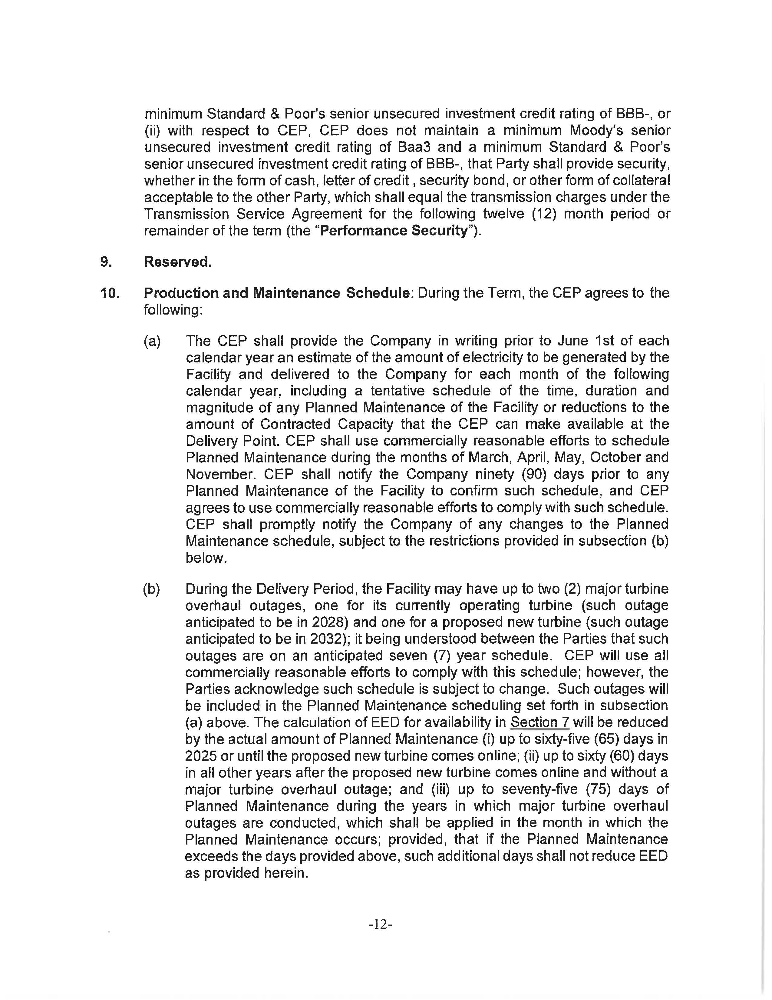 minimum Standard & Poor's senior unsecured investment credit rating of BBB-, or
(ii) with respect to CEP, CEP does not maintain a minimum Moody's senior
unsecured investment credit rating of Baa3 and a minimum Standard & Poor's
senior unsecured investment credit rating of BBB-, that Party shall provide security,
whether in the form of cash, letter of credit , security bond, or other form of collateral
acceptable to the other Party, which shall equal the transmission charges under the
Transmission Service Agreement for the following twelve (12) month period or
remainder of the term (the “Performance Security”).
9. Reserved.
10. Production and Maintenance Schedule: During the Term, the CEP agrees to the
following:
(a) The CEP shall provide the Company in writing prior to June 1st of each
calendar year an estimate of the amount of electricity to be generated by the
Facility and delivered to the Company for each month of the following
calendar year, including a tentative schedule of the time, duration and
magnitude of any Planned Maintenance of the Facility or reductions to the
amount of Contracted Capacity that the CEP can make available at the
Delivery Point. CEP shall use commercially reasonable efforts to schedule
Planned Maintenance during the months of March, April, May, October and
November. CEP shall notify the Company ninety (90) days prior to any
Planned Maintenance of the Facility to confirm such schedule, and CEP
agrees to use commercially reasonable efforts to comply with such schedule.
CEP shall promptly notify the Company of any changes to the Planned
Maintenance schedule, subject to the restrictions provided in subsection (b)
below.
(b) During the Delivery Period, the Facility may have up to two (2) major turbine
overhaul outages, one for its currently operating turbine (such outage
anticipated to be in 2028) and one for a proposed new turbine (such outage
anticipated to be in 2032); it being understood between the Parties that such
outages are on an anticipated seven (7) year schedule. CEP will use all
commercially reasonable efforts to comply with this schedule; however, the
Parties acknowledge such schedule is subject to change. Such outages will
be included in the Planned Maintenance scheduling set forth in subsection
(a) above. The calculation of EED for availability in Section 7 will be reduced
by the actual amount of Planned Maintenance (i) up to sixty-five (65) days in
2025 or until the proposed new turbine comes online; (ii) up to sixty (60) days
in all other years after the proposed new turbine comes online and without a
major turbine overhaul outage; and (iii) up to seventy-five (75) days of
Planned Maintenance during the years in which major turbine overhaul
outages are conducted, which shall be applied in the month in which the
Planned Maintenance occurs; provided, that if the Planned Maintenance
exceeds the days provided above, such additional days shall not reduce EED
as provided herein.
-12-